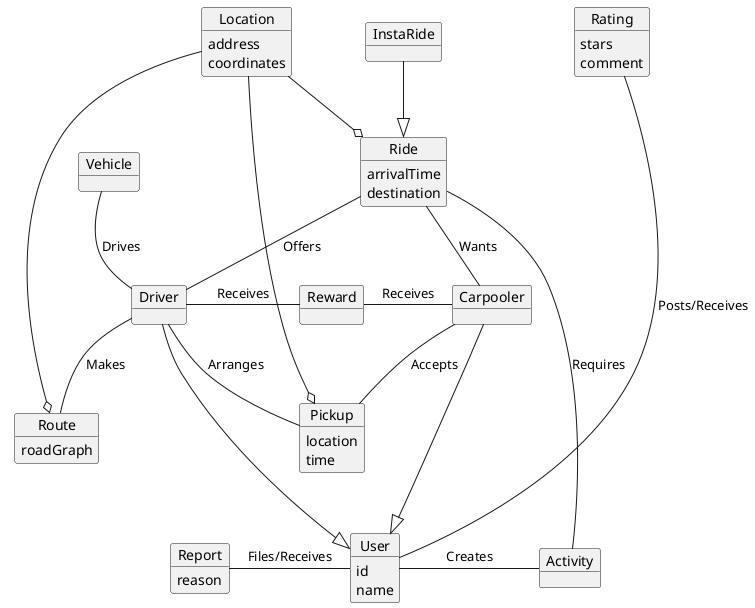 Location
address
coordinates
InstaRide
Rating
stars
comment
Vehicle
Ride
arrivalTime
destination
Drives
Offers
Wants
Driver
Receives
Reward
Receives
Carpooler
Posts/Receives
Makes
Arranges
Accepts
Requires
Route
roadGraph
Pickup
location
time
Report
reason
Files/Receives
User
id
name
Creates
Activity